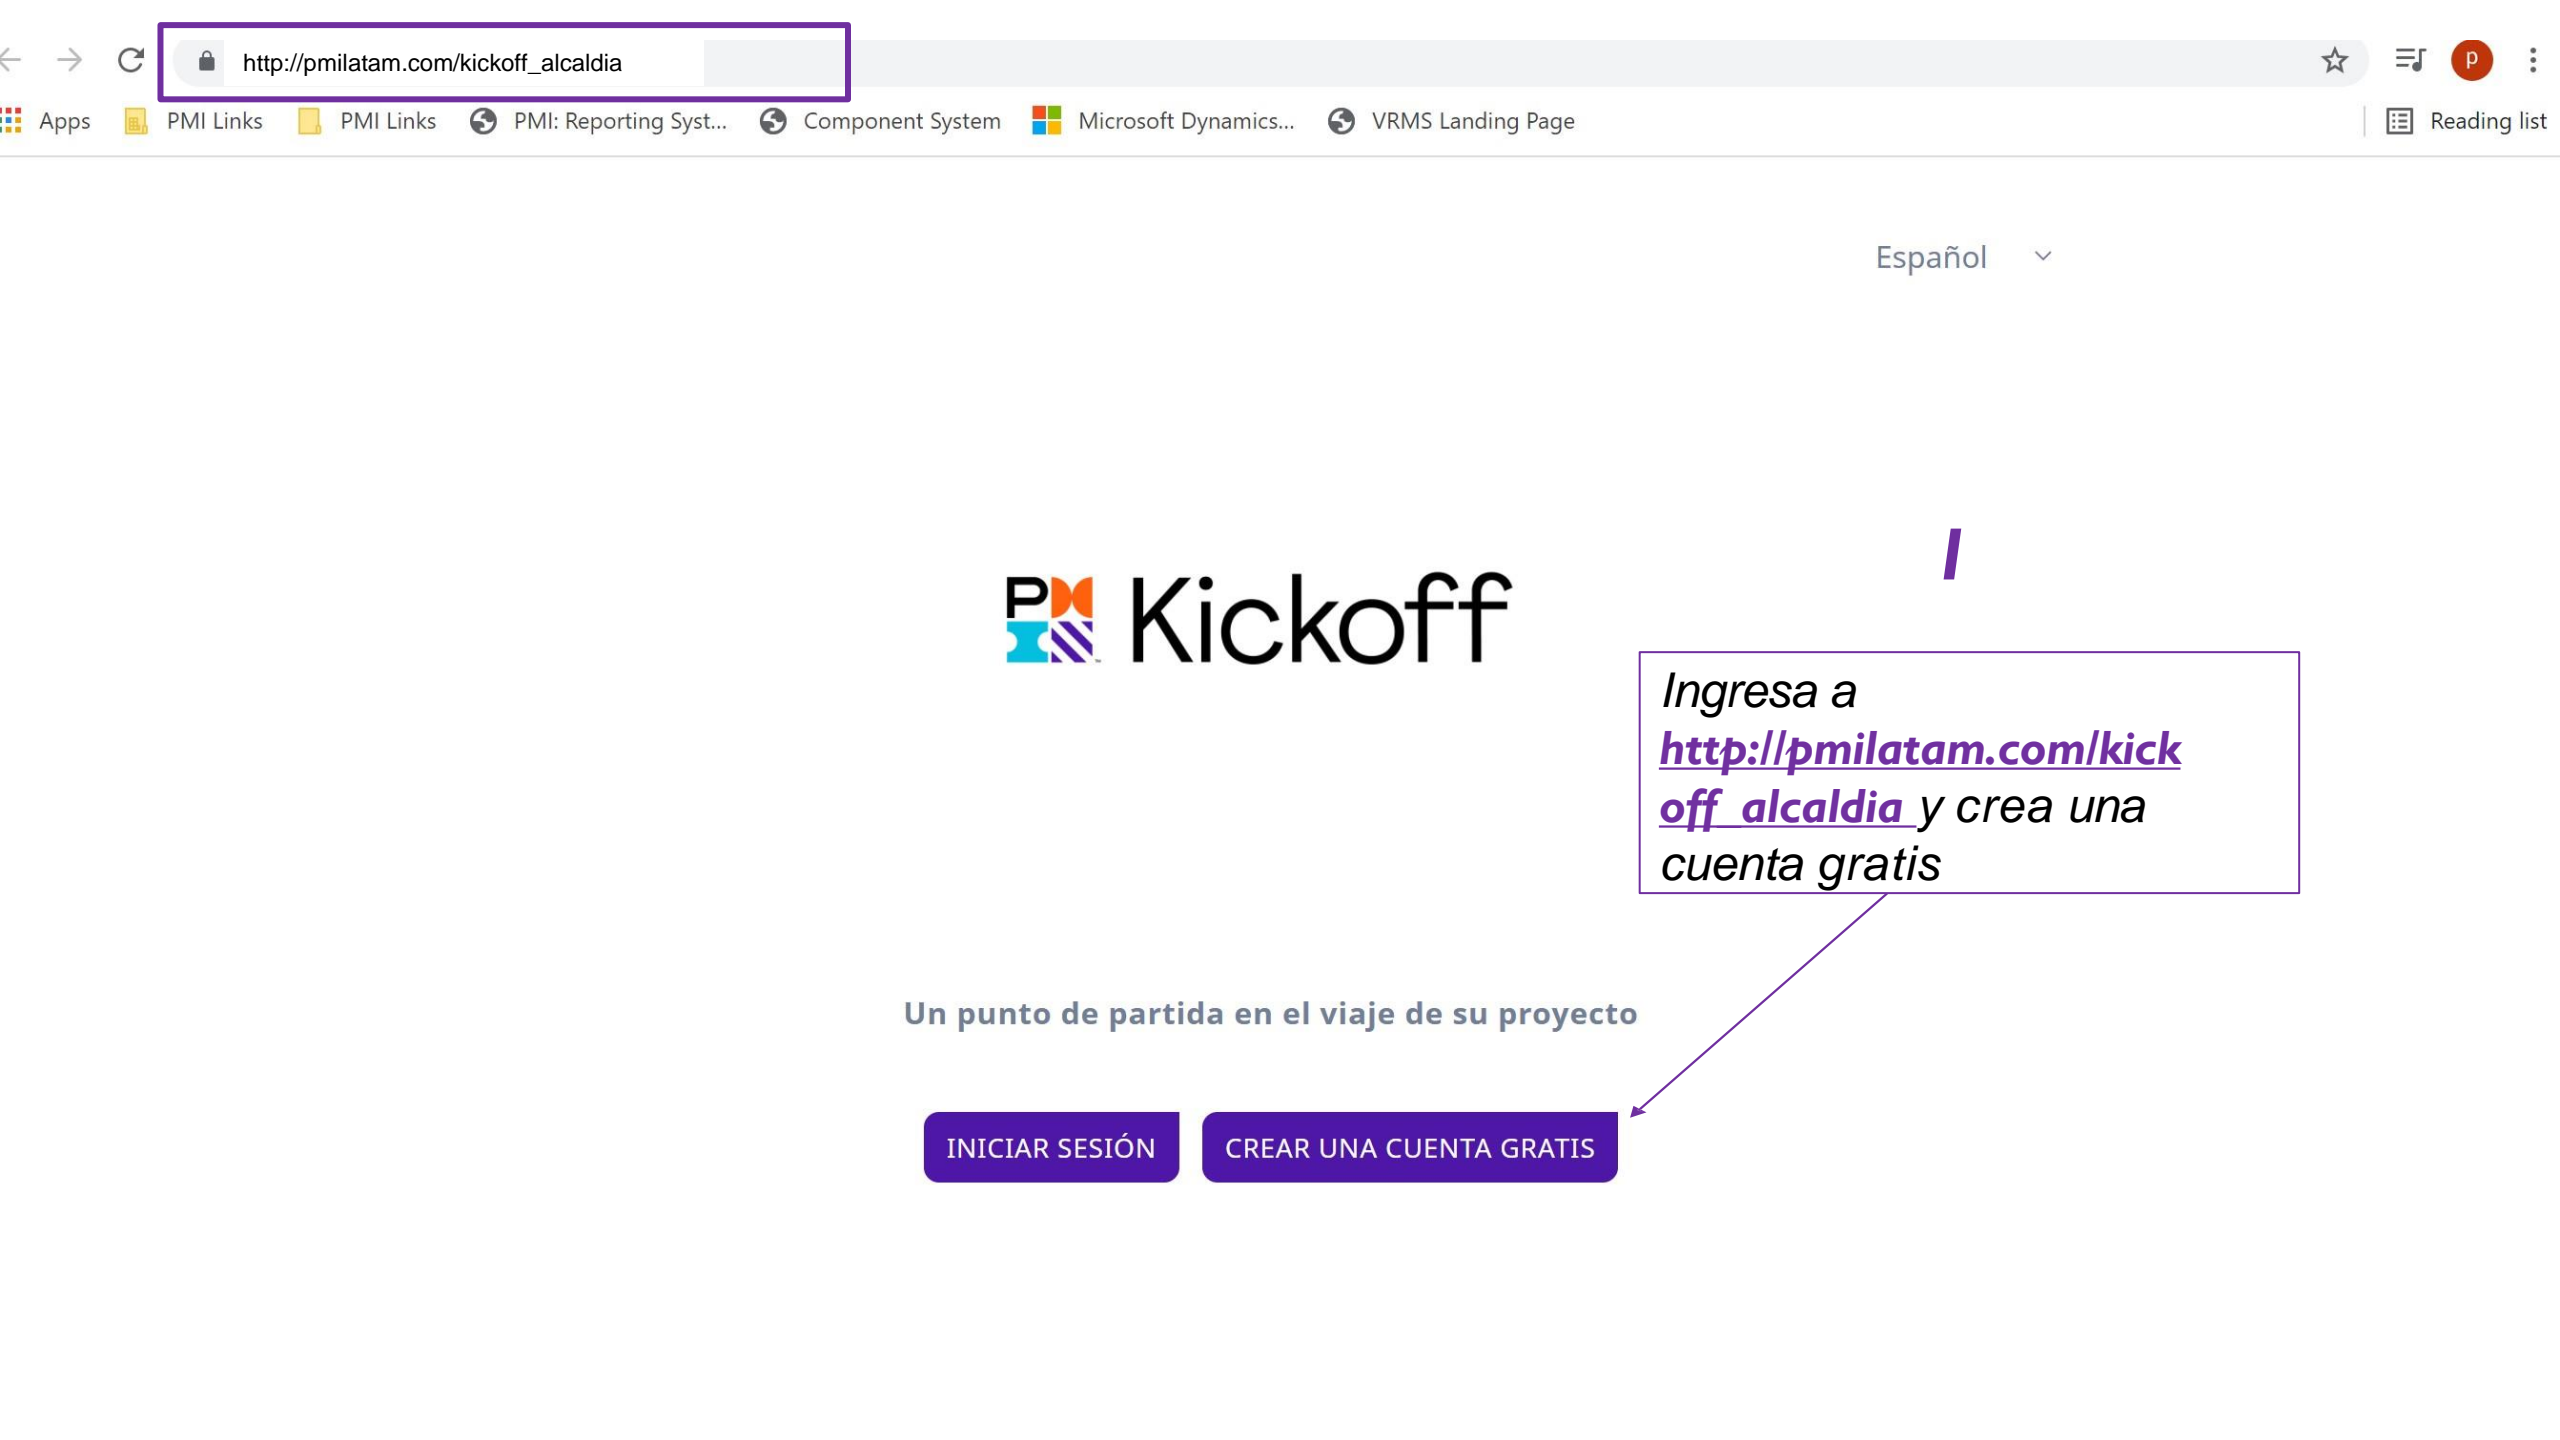 http://pmilatam.com/kickoff_alcaldia
p
Apps
PMI Links
PMI Links
PMI: Reporting Syst...
Component System
Microsoft Dynamics...
VRMS Landing Page
Reading list
Español
1
PM Kickoff
Ingresa a
http://pmilatam.com/kick
off_alcaldia y crea una
cuenta gratis
Un punto de partida en el viaje de su proyecto
INICIAR SESIÓN
CREAR UNA CUENTA GRATIS